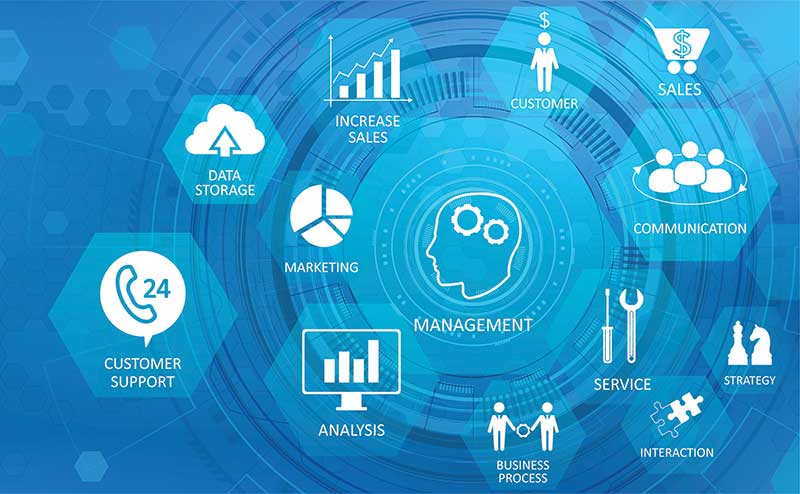 $
CUSTOMER
$
SALES
INCREASE
SALES
DATA
STORAGE
COMMUNICATION
MARKETING
MANAGEMENT
24
CUSTOMER
SUPPORT
SERVICE
STRATEGY
ANALYSIS
INTERACTION
BUSINESS
PROCESS